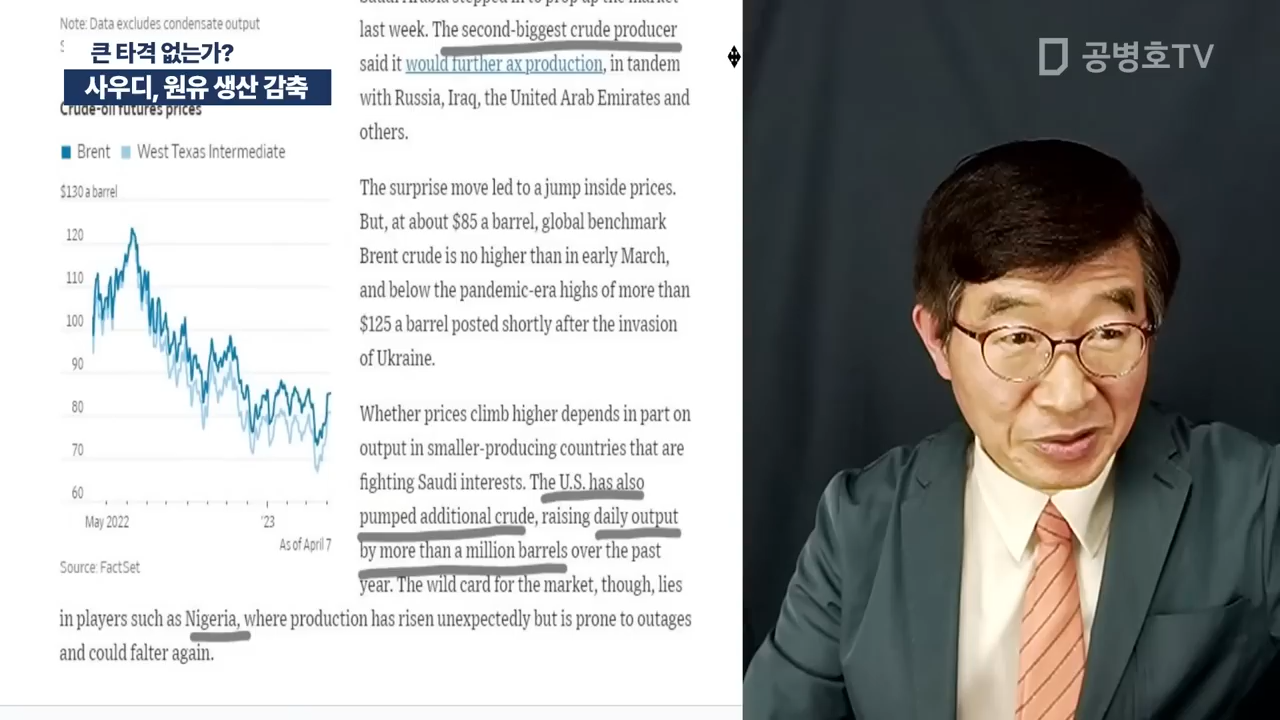 Note: Data excludes condensate output
큰 타격 없는가?
사우디, 원유 생산 감축
Crude-oil futures prices
Brent
West Texas Intermediate
$130 a barrel
120
110
100
90
80
70
60
May 2022
'23
As of April 7
Source: FactSet
Saudi Arabia stepped in to prop up the market
last week. The second-biggest crude producer
said it would further ax production, in tandem
with Russia, Iraq, the United Arab Emirates and
others.
The surprise move led to a jump inside prices.
But, at about $85 a barrel, global benchmark
Brent crude is no higher than in early March,
and below the pandemic-era highs of more than
$125 a barrel posted shortly after the invasion
of Ukraine.
Whether prices climb higher depends in part on
output in smaller-producing countries that are
fighting Saudi interests. The U.S. has also
pumped additional crude, raising daily output
by more than a million barrels over the past
year. The wild card for the market, though, lies
in players such as Nigeria, where production has risen unexpectedly but is prone to outages
and could falter again.
공병호TV